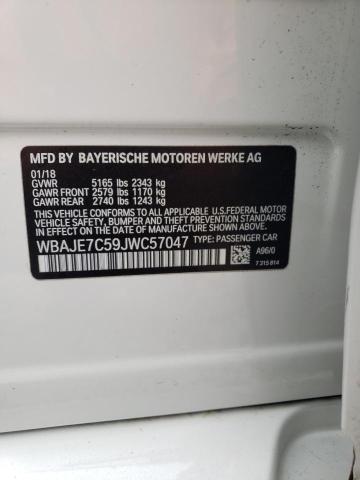 MFD BY BAYERISCHE MOTOREN WERKE AG
01/18
GVWR 5165 lbs 2343 kg
GAWR FRONT 2579 lbs 1170 kg
GAWR REAR 2740 lbs 1243 kg
THIS VEHICLE CONFORMS TO ALL APPLICABLE U.S.FEDERAL MOTOR
VEHICLE SAFETY, BUMPER AND THEFT PREVENTION STANDARDS IN
EFFECT ON THE DATE OF MANUFACTURE SHOWN ABOVE.
WBAJE7C59JWC57047 TYPE: PASSENGER CAR
A96/0
7 315 814